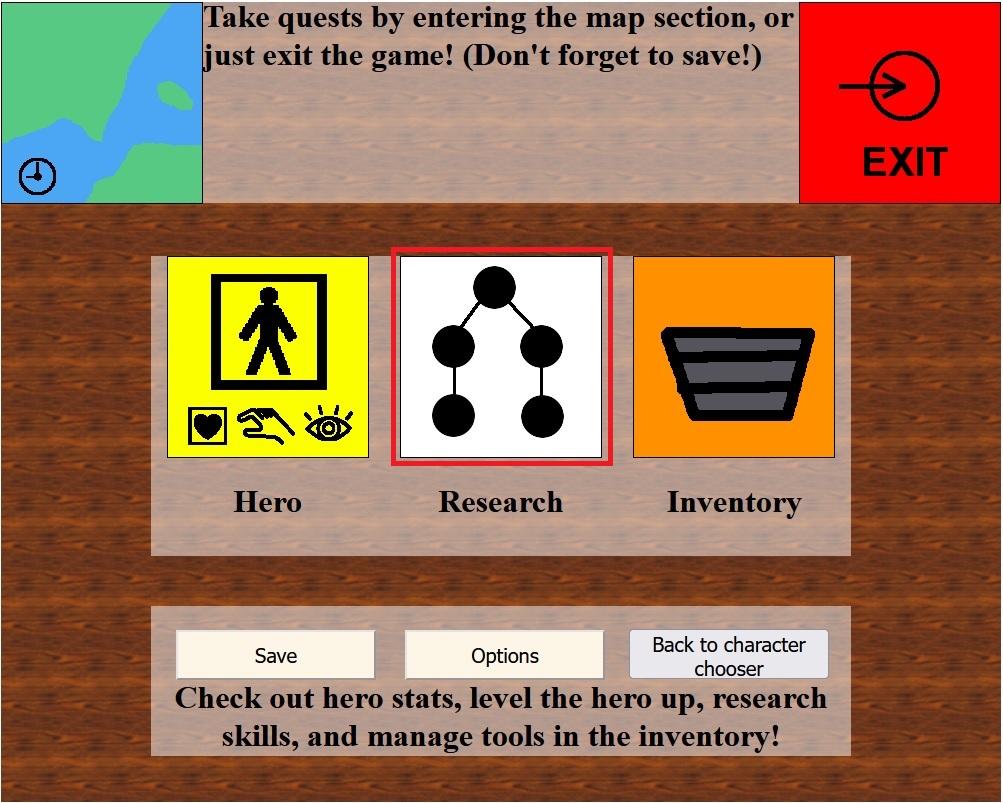 Take quests by entering the map section, or
just exit the game! (Don't forget to save!)
EXIT
Hero
Research
Inventory
Save
Options
Back to character
chooser
Check out hero stats, level the hero up, research
skills, and manage tools in the inventory!